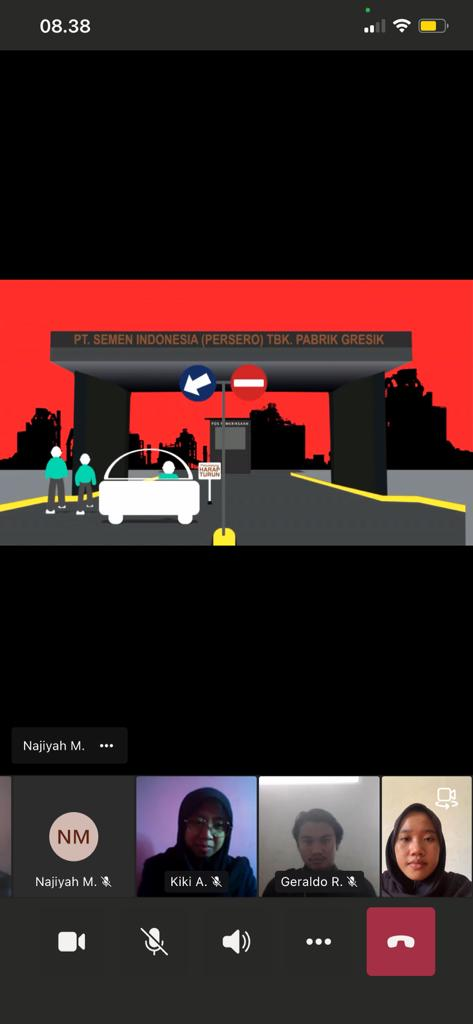 08.38
PT. SEMEN INDONESIA (PERSERO) TBK. PABRIK GRESIK
HARAP
TURUN
Najiyah M.
NM
Najiyah M.
Kiki A.
Geraldo R.